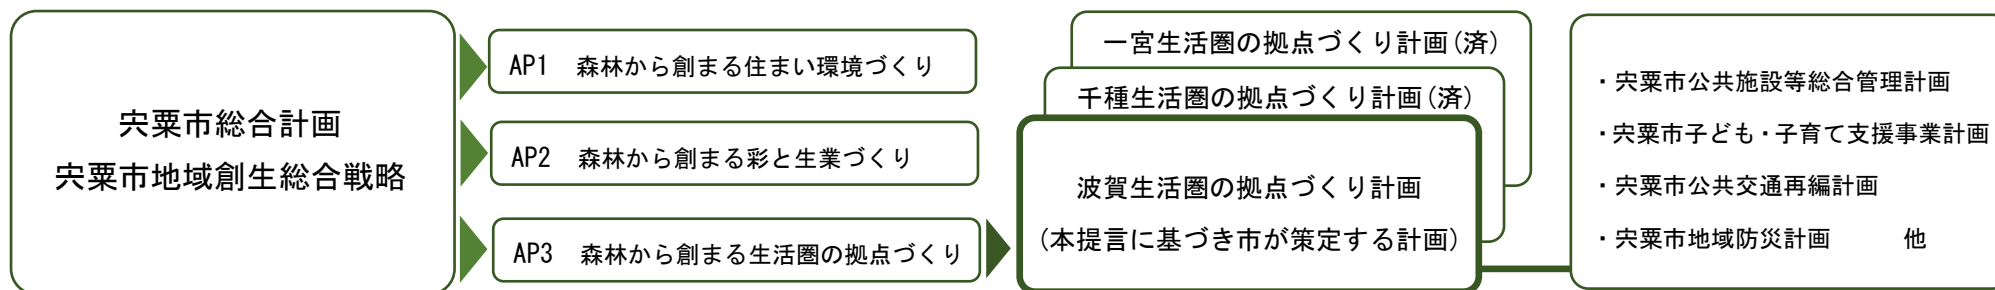 宍粟市総合計画
宍粟市地域創生総合戦略
AP1　森林から創まる住まい環境づくり
AP2　森林から創まる彩と生業づくり
AP3　森林から創まる生活圏の拠点づくり
一宮生活圏の拠点づくり計画(済)
千種生活圏の拠点づくり計画(済)
波賀生活圏の拠点づくり計画
(本提言に基づき市が策定する計画)
・宍粟市公共施設等総合管理計画
・宍粟市子ども・子育て支援事業計画
・宍粟市公共交通再編計画
・宍粟市地域防災計画　　　他